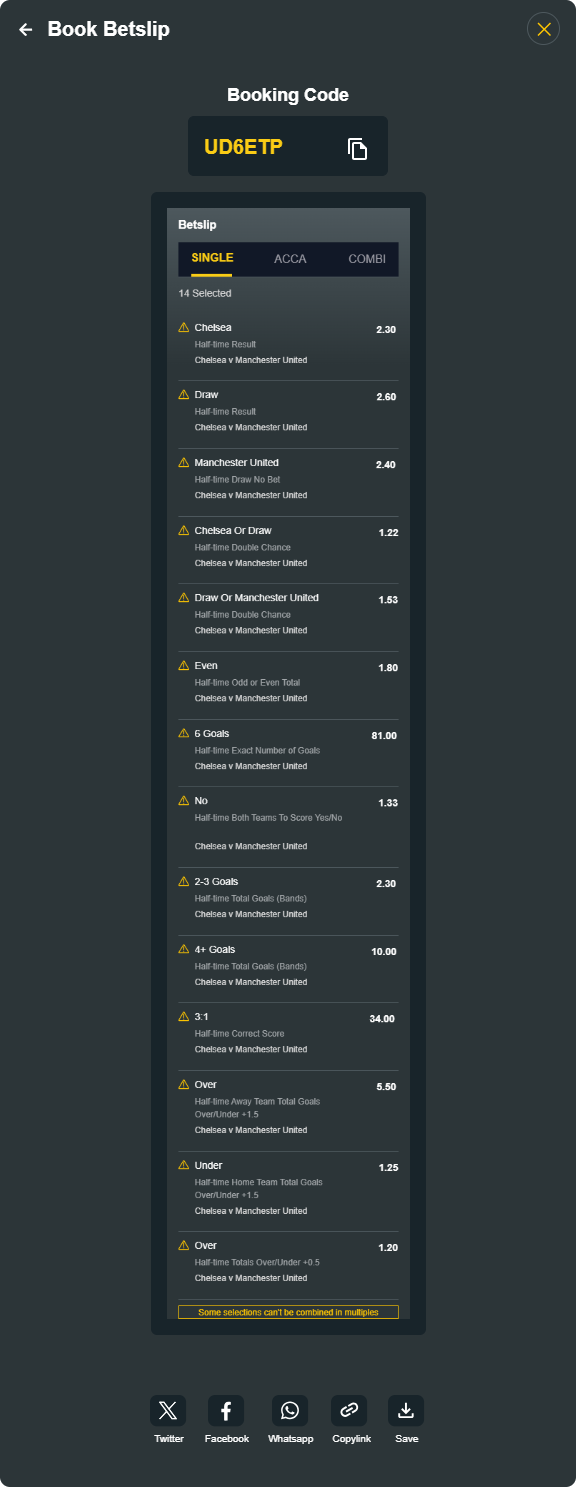 Book Betslip
Booking Code
UD6ETP
Betslip
SINGLE ACCA COMBI
14 Selected
Chelsea 2.30
Half-time Result
Chelsea v Manchester United
Draw 2.60
Half-time Result
Chelsea v Manchester United
Manchester United 2.40
Half-time Draw No Bet
Chelsea v Manchester United
Chelsea Or Draw 1.22
Half-time Double Chance
Chelsea v Manchester United
Draw Or Manchester United 1.53
Half-time Double Chance
Chelsea v Manchester United
Even 1.80
Half-time Odd or Even Total
Chelsea v Manchester United
6 Goals 81.00
Half-time Exact Number of Goals
Chelsea v Manchester United
No 1.33
Half-time Both Teams To Score Yes/No
Chelsea v Manchester United
2-3 Goals 2.30
Half-time Total Goals (Bands)
Chelsea v Manchester United
4+ Goals 10.00
Half-time Total Goals (Bands)
Chelsea v Manchester United
3:1 34.00
Half-time Correct Score
Chelsea v Manchester United
Over 5.50
Half-time Away Team Total Goals
Over/Under +1.5
Chelsea v Manchester United
Under 1.25
Half-time Home Team Total Goals
Over/Under +1.5
Chelsea v Manchester United
Over 1.20
Half-time Totals Over/Under +0.5
Chelsea v Manchester United
Some selections can't be combined in multiples
Twitter Facebook Whatsapp Copylink Save